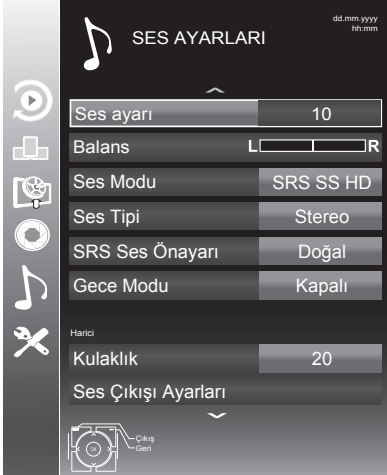 SES AYARLARI
dd.mm.yyyy
hh:mm
Ses ayarı 10
Balans L R
Ses Modu SRS SS HD
Ses Tipi Stereo
SRS Ses Önayarı Doğal
Gece Modu Kapalı
Harici
Kulaklık 20
Ses Çıkışı Ayarları
OK
Çıkış
Geri